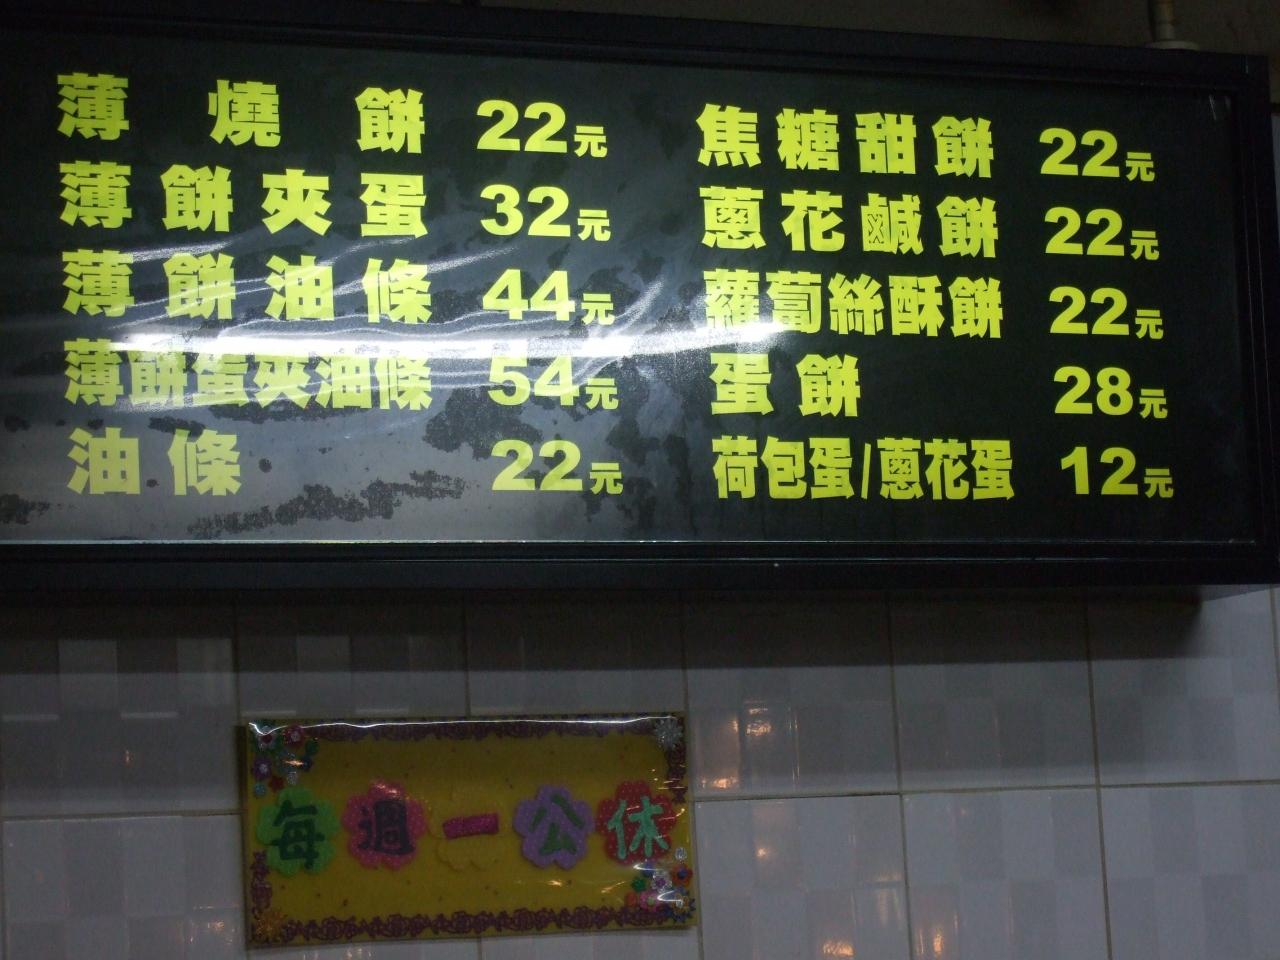 薄燒餅 22元
薄餅夾蛋 32元
薄餅油條 44元
薄餅蛋夾油條 54元
油條 22元
焦糖甜餅 22元
蔥花鹹餅 22元
蘿蔔絲酥餅 22元
蛋餅 28元
荷包蛋/蔥花蛋 12元
每週一公休